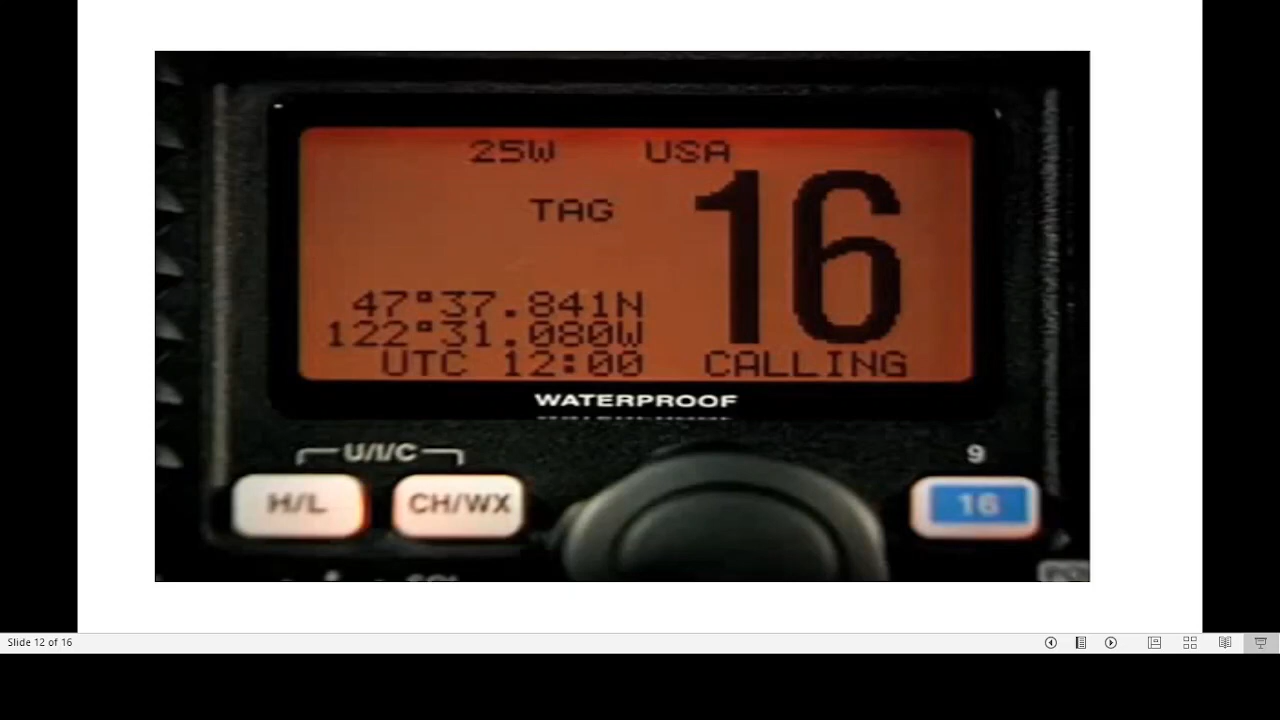 25W USA
TAG
16
47°37.841N
122°31.080W
UTC 12:00 CALLING
WATERPROOF
U/I/C
9
H/L CH/WX 16
Slide 12 of 16